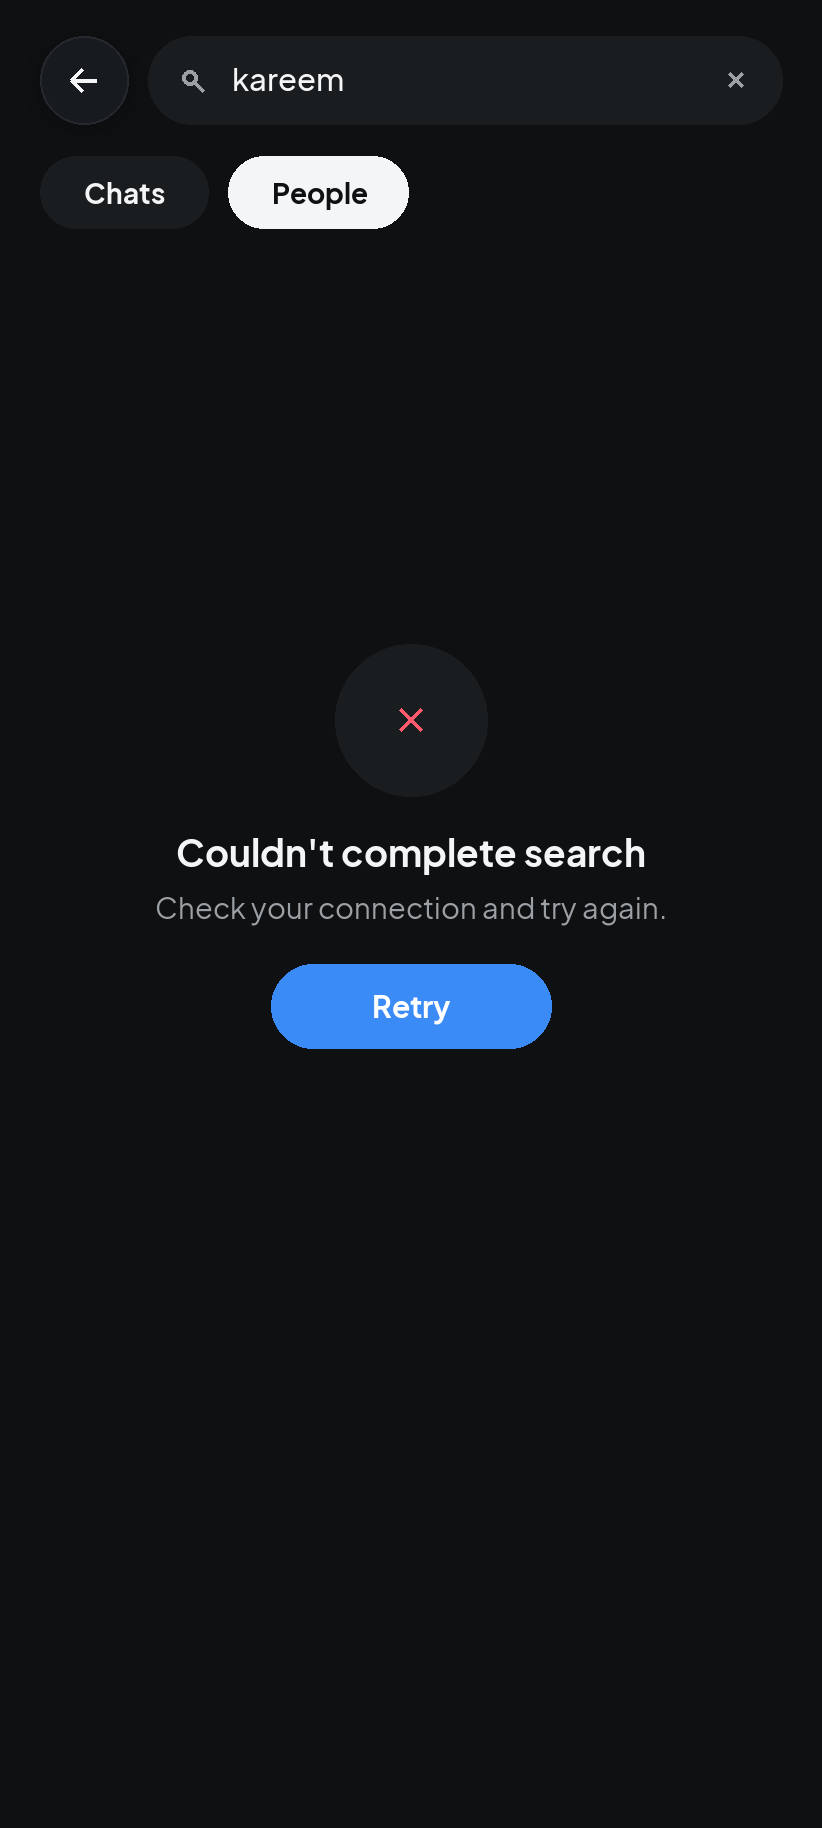 kareem
Chats People
Couldn't complete search
Check your connection and try again.
Retry